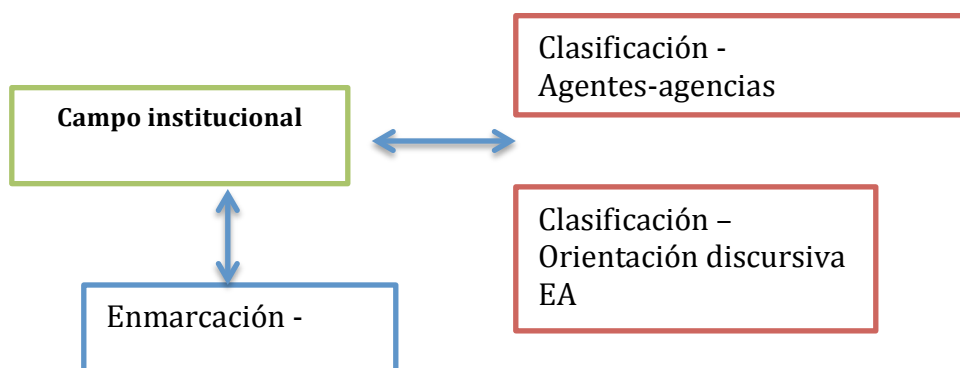 Clasificación -
Agentes-agencias
Campo institucional
Clasificación –
Orientación discursiva
EA
Enmarcación -